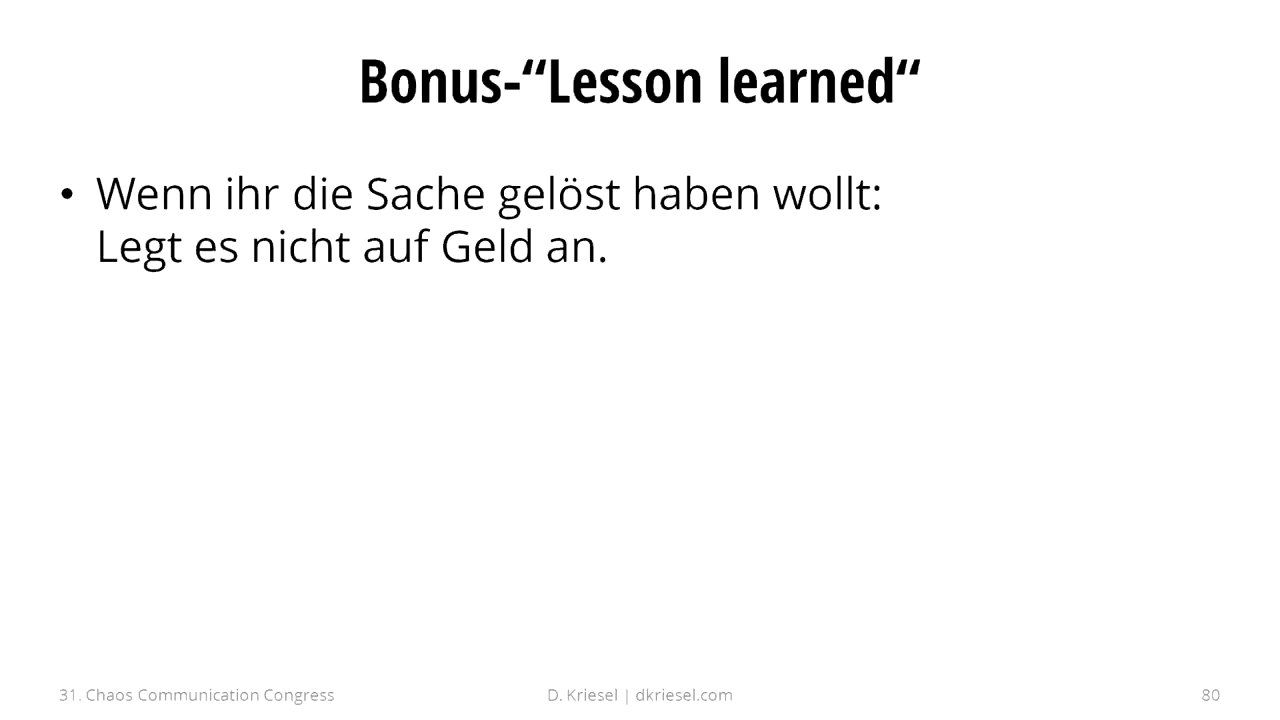 Bonus-“Lesson learned“
• Wenn ihr die Sache gelöst haben wollt:
Legt es nicht auf Geld an.
31. Chaos Communication Congress
D. Kriesel | dkriesel.com
80